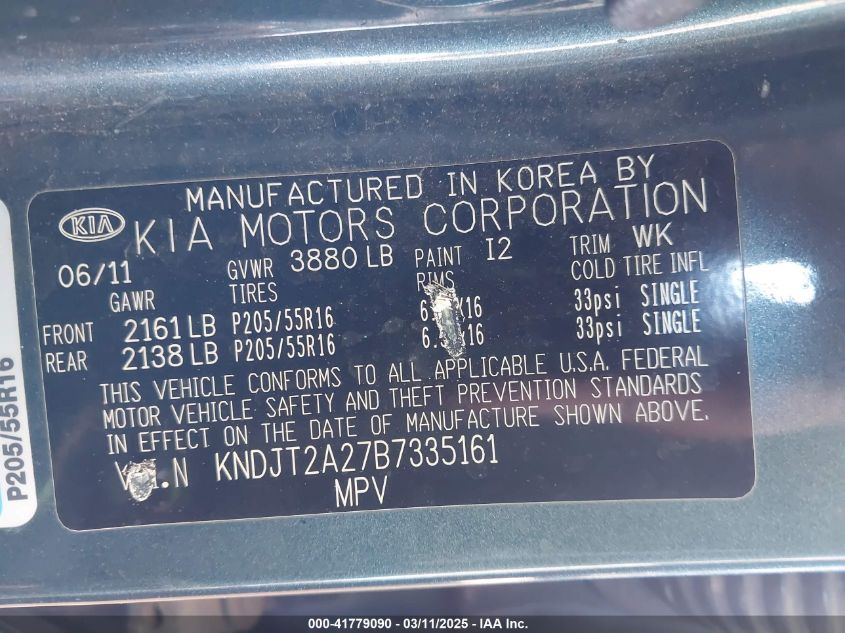 MANUFACTURED IN KOREA BY
KIA KIA MOTORS CORPORATION
06/11 GVWR 3880 LB PAINT I2 TRIM WK
GAWR TIRES RIMS COLD TIRE INFL
FRONT 2161 LB P205/55R16 33psi SINGLE
REAR 2138 LB P205/55R16 33psi SINGLE
THIS VEHICLE CONFORMS TO ALL APPLICABLE U.S.A. FEDERAL
MOTOR VEHICLE SAFETY AND THEFT PREVENTION STANDARDS
IN EFFECT ON THE DATE OF MANUFACTURE SHOWN ABOVE.
KNDJT2A27B7335161
MPV
P205/55R16
000-41779090 - 03/11/2025 - IAA Inc.